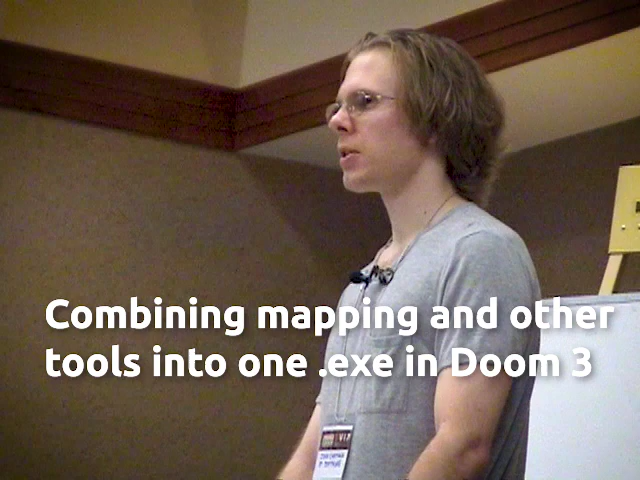 Combining mapping and other
tools into one .exe in Doom 3